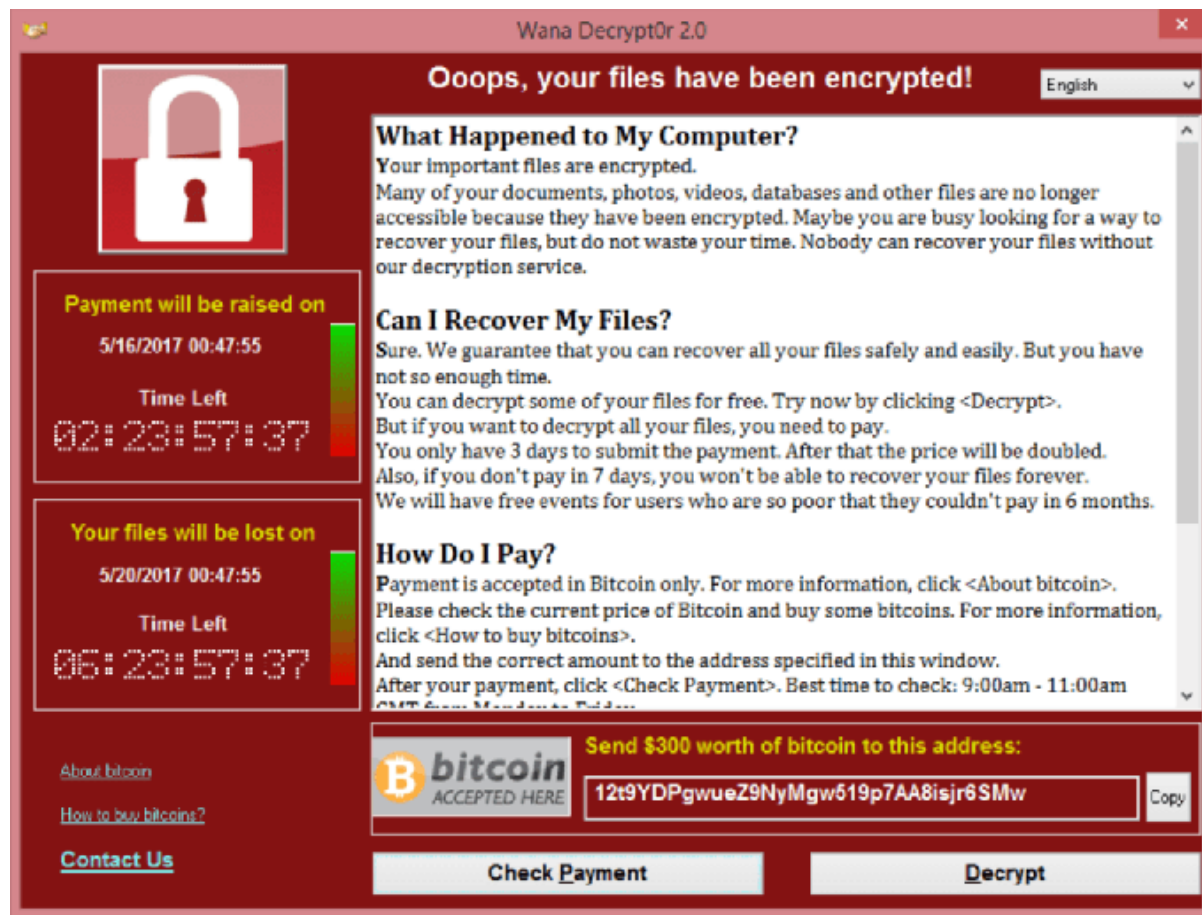 Wana Decrypt0r 2.0
Ooops, your files have been encrypted!
English
What Happened to My Computer?
Your important files are encrypted.
Many of your documents, photos, videos, databases and other files are no longer
accessible because they have been encrypted. Maybe you are busy looking for a way to
recover your files, but do not waste your time. Nobody can recover your files without
our decryption service.
Can I Recover My Files?
Sure. We guarantee that you can recover all your files safely and easily. But you have
not so enough time.
You can decrypt some of your files for free. Try now by clicking <Decrypt>.
But if you want to decrypt all your files, you need to pay.
You only have 3 days to submit the payment. After that the price will be doubled.
Also, if you don't pay in 7 days, you won't be able to recover your files forever.
We will have free events for users who are so poor that they couldn't pay in 6 months.
How Do I Pay?
Payment is accepted in Bitcoin only. For more information, click <About bitcoin>.
Please check the current price of Bitcoin and buy some bitcoins. For more information,
click <How to buy bitcoins>.
And send the correct amount to the address specified in this window.
After your payment, click <Check Payment>. Best time to check: 9:00am - 11:00am
GMT from Monday to Friday
Payment will be raised on
5/16/2017 00:47:55
Time Left
02:23:57:37
Your files will be lost on
5/20/2017 00:47:55
Time Left
06:23:57:37
About bitcoin
How to buy bitcoins?
Contact Us
bitcoin
ACCEPTED HERE
Send $300 worth of bitcoin to this address:
12t9YDPgwueZ9NyMgw519p7AA8isjr6SMw
Copy
Check Payment
Decrypt